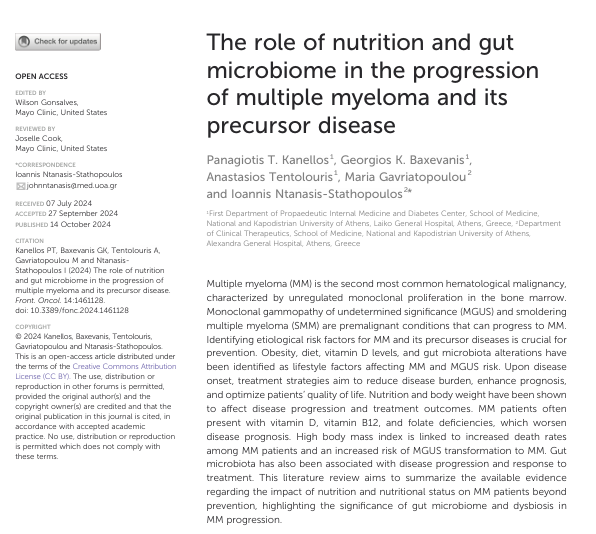 Check for updates
OPEN ACCESS
EDITED BY
Wilson Gonsalves,
Mayo Clinic, United States
REVIEWED BY
Joselle Cook,
Mayo Clinic, United States
*CORRESPONDENCE
Ioannis Ntanasis-Stathopoulos
johnntanasis@med.uoa.gr
RECEIVED 07 July 2024
ACCEPTED 27 September 2024
PUBLISHED 14 October 2024
CITATION
Kanellos PT, Baxevanis GK, Tentolouris A,
Gavriatopoulou M and Ntanasis-
Stathopoulos I (2024) The role of nutrition
and gut microbiome in the progression of
multiple myeloma and its precursor disease.
Front. Oncol. 14:1461128.
doi: 10.3389/fonc.2024.1461128
COPYRIGHT
© 2024 Kanellos, Baxevanis, Tentolouris,
Gavriatopoulou and Ntanasis-Stathopoulos.
This is an open-access article distributed under
the terms of the Creative Commons Attribution
License (CC BY). The use, distribution or
reproduction in other forums is permitted,
provided the original author(s) and the
copyright owner(s) are credited and that the
original publication in this journal is cited, in
accordance with accepted academic
practice. No use, distribution or reproduction
is permitted which does not comply with
these terms.
The role of nutrition and gut
microbiome in the progression
of multiple myeloma and its
precursor disease
Panagiotis T. Kanellos¹, Georgios K. Baxevanis¹,
Anastasios Tentolouris¹, Maria Gavriatopoulou²
and Ioannis Ntanasis-Stathopoulos²*
¹First Department of Propaedeutic Internal Medicine and Diabetes Center, School of Medicine,
National and Kapodistrian University of Athens, Laiko General Hospital, Athens, Greece, ²Department
of Clinical Therapeutics, School of Medicine, National and Kapodistrian University of Athens,
Alexandra General Hospital, Athens, Greece
Multiple myeloma (MM) is the second most common hematological malignancy,
characterized by unregulated monoclonal proliferation in the bone marrow.
Monoclonal gammopathy of undetermined significance (MGUS) and smoldering
multiple myeloma (SMM) are premalignant conditions that can progress to MM.
Identifying etiological risk factors for MM and its precursor diseases is crucial for
prevention. Obesity, diet, vitamin D levels, and gut microbiota alterations have
been identified as lifestyle factors affecting MM and MGUS risk. Upon disease
onset, treatment strategies aim to reduce disease burden, enhance prognosis,
and optimize patients' quality of life. Nutrition and body weight have been shown
to affect disease progression and treatment outcomes. MM patients often
present with vitamin D, vitamin B12, and folate deficiencies, which worsen
disease prognosis. High body mass index is linked to increased death rates
among MM patients and an increased risk of MGUS transformation to MM. Gut
microbiota has also been associated with disease progression and response to
treatment. This literature review aims to summarize the available evidence
regarding the impact of nutrition and nutritional status on MM patients beyond
prevention, highlighting the significance of gut microbiome and dysbiosis in
MM progression.